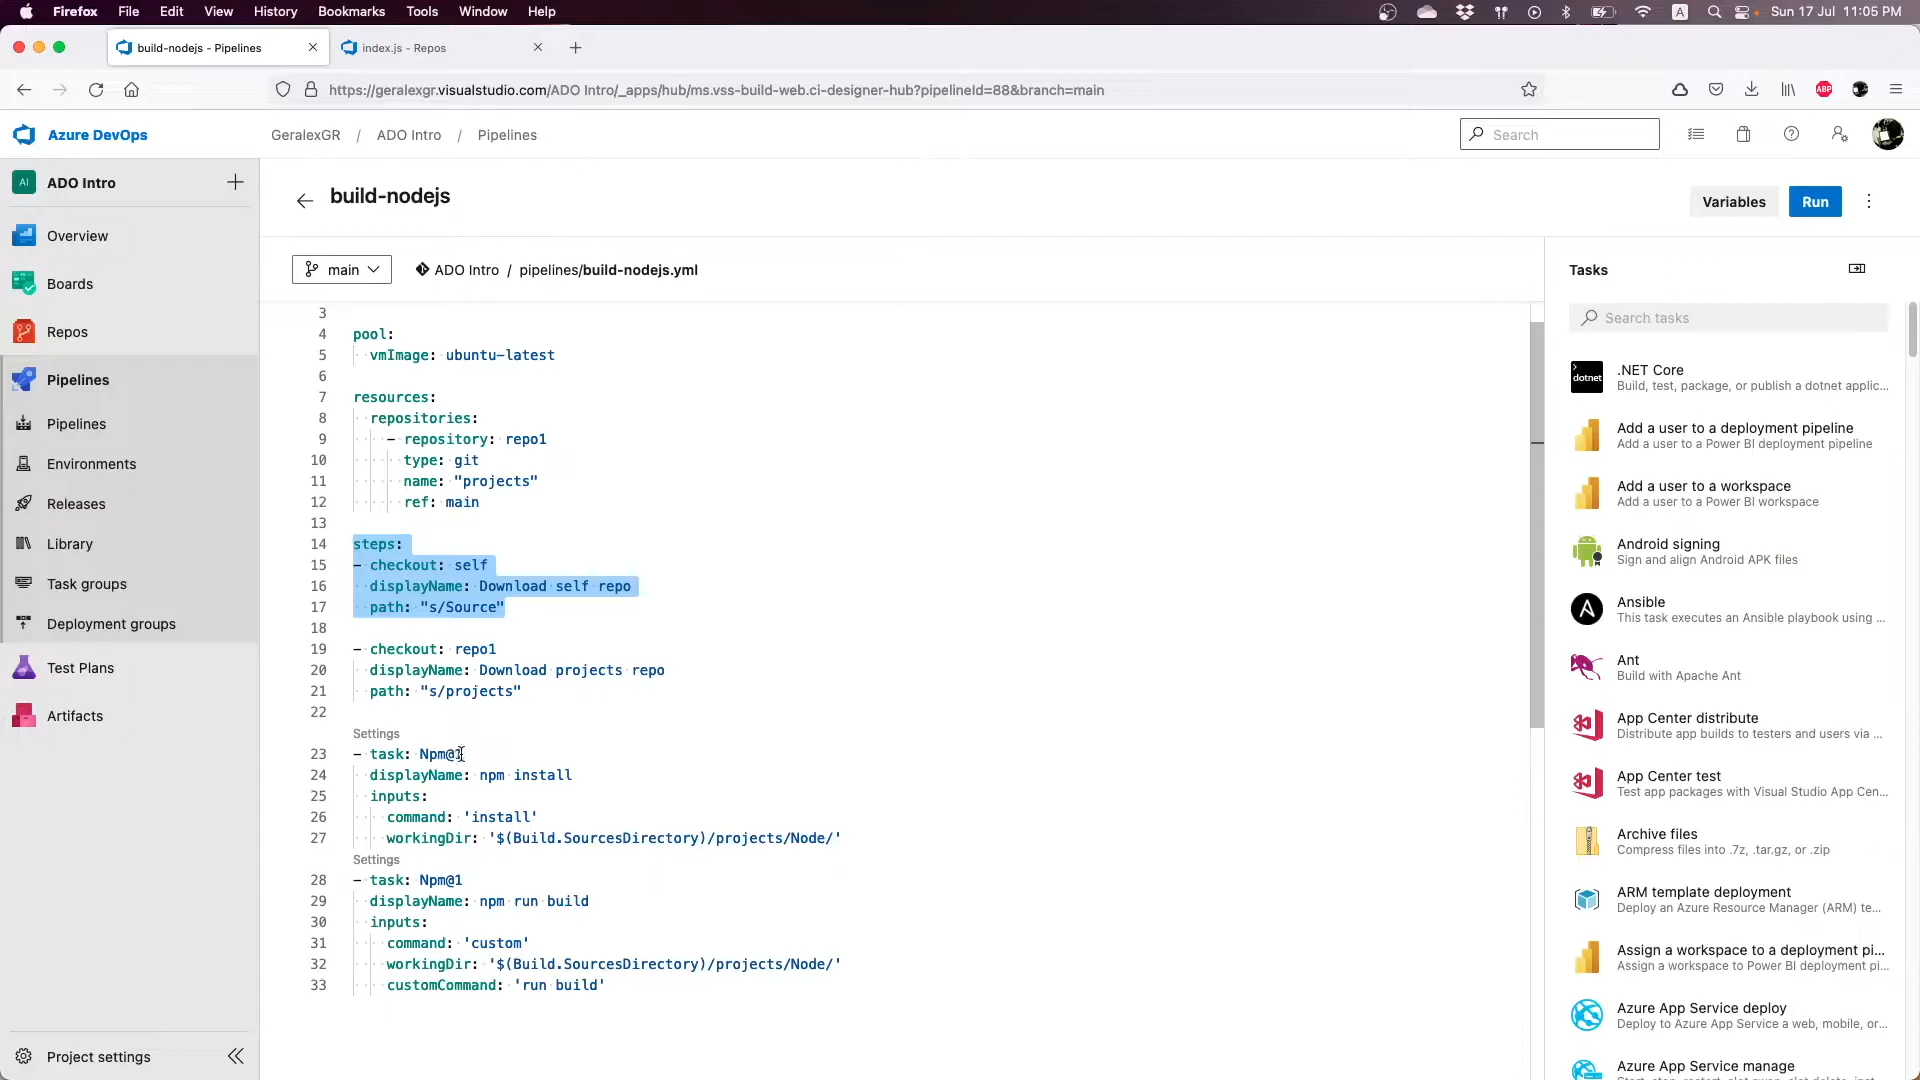 Firefox File Edit View History Bookmarks Tools Window Help
A Sun 17 Jul 11:05 PM
build-nodejs - Pipelines
index.js - Repos
https://geralexgr.visualstudio.com/ADO Intro/_apps/hub/ms.vss-build-web.ci-designer-hub?pipelineId=88&branch=main
ABP
Azure DevOps
GeralexGR / ADO Intro / Pipelines
Search
AI ADO Intro
Overview
Boards
Repos
Pipelines
Pipelines
Environments
Releases
Library
Task groups
Deployment groups
Test Plans
Artifacts
Project settings
build-nodejs
Variables
Run
main
ADO Intro / pipelines/build-nodejs.yml
3
4 pool:
5 vmImage: ubuntu-latest
6
7 resources:
8 repositories:
9 - repository: repo1
10 type: git
11 name: "projects"
12 ref: main
13
14 steps:
15 - checkout: self
16 displayName: Download self repo
17 path: "s/Source"
18
19 - checkout: repo1
20 displayName: Download projects repo
21 path: "s/projects"
22
Settings
23 - task: Npm@1
24 displayName: npm install
25 inputs:
26 command: 'install'
27 workingDir: '$(Build.SourcesDirectory)/projects/Node/'
Settings
28 - task: Npm@1
29 displayName: npm run build
30 inputs:
31 command: 'custom'
32 workingDir: '$(Build.SourcesDirectory)/projects/Node/'
33 customCommand: 'run build'
Tasks
Search tasks
dotnet
.NET Core
Build, test, package, or publish a dotnet applic...
Add a user to a deployment pipeline
Add a user to a Power BI deployment pipeline
Add a user to a workspace
Add a user to a Power BI workspace
Android signing
Sign and align Android APK files
Ansible
This task executes an Ansible playbook using ...
Ant
Build with Apache Ant
App Center distribute
Distribute app builds to testers and users via ...
App Center test
Test app packages with Visual Studio App Cen...
Archive files
Compress files into .7z, .tar.gz, or .zip
ARM template deployment
Deploy an Azure Resource Manager (ARM) te...
Assign a workspace to a deployment pi...
Assign a workspace to Power BI deployment pi...
Azure App Service deploy
Deploy to Azure App Service a web, mobile, or...
Azure App Service manage